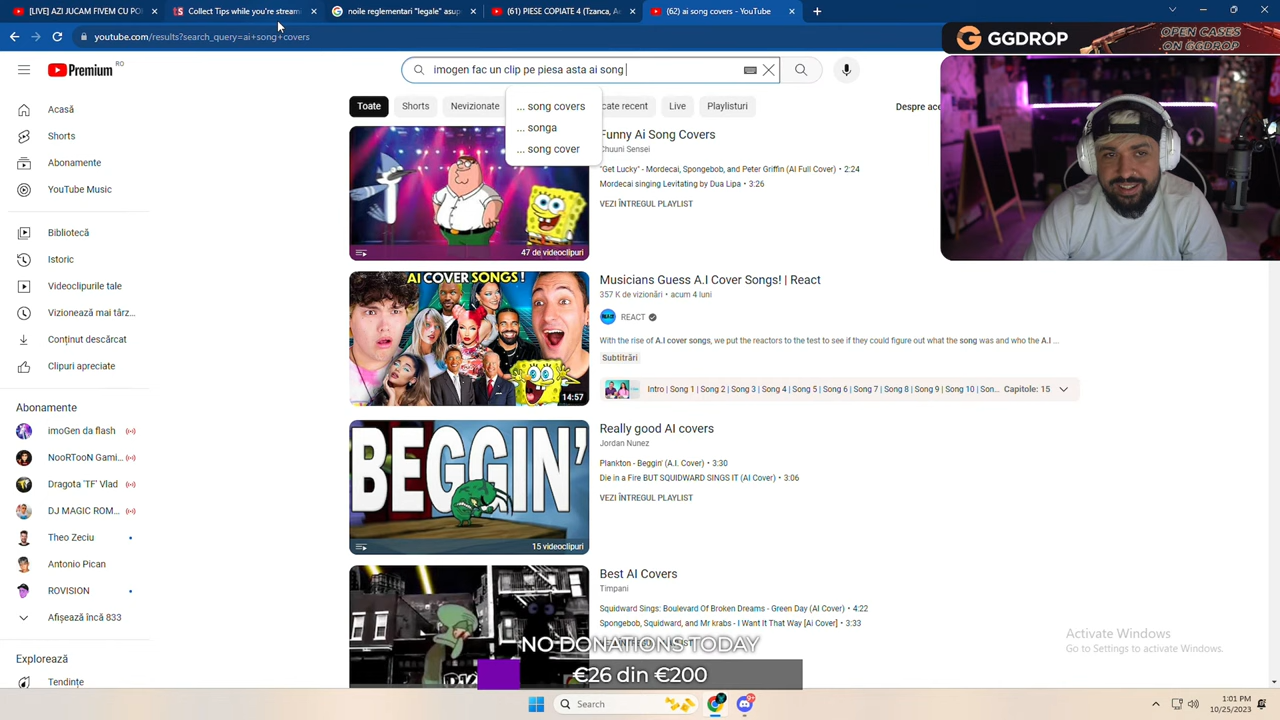 [LIVE] AZI JUCAM FIVEM CU PO
Collect Tips while you're stream
noile reglementari "legale" asup
(61) PIESE COPIATE 4 (Tzanca, A
(62) ai song covers - YouTube
youtube.com/results?search_query=ai+song+covers
GGDROP
OPEN CASES
ON GGDROP
Premium RO
imogen fac un clip pe piesa asta ai song
... song covers
... songa
... song cover
Toate
Shorts
Nevizionate
cate recent
Live
Playlisturi
Despre ace
Acasă
Shorts
Abonamente
YouTube Music
Bibliotecă
Istoric
Videoclipurile tale
Vizionează mai târz...
Conținut descărcat
Clipuri apreciate
Abonamente
imoGen da flash
NooRTooN Gami...
Dragota 'TF' Vlad
DJ MAGIC ROM...
Theo Zeciu
Antonio Pican
ROVISION
Afișează încă 833
Explorează
Tendințe
Funny Ai Song Covers
Chuuni Sensei
"Get Lucky" - Mordecai, Spongebob, and Peter Griffin (AI Full Cover) • 2:24
Mordecai singing Levitating by Dua Lipa • 3:26
VEZI ÎNTREGUL PLAYLIST
47 de videoclipuri
AI COVER SONGS!
14:57
Musicians Guess A.I Cover Songs! | React
357 K de vizionări • acum 4 luni
REACT
With the rise of A.I cover songs, we put the reactors to the test to see if they could figure out what the song was and who the A.I ...
Subtitrări
Intro | Song 1 | Song 2 | Song 3 | Song 4 | Song 5 | Song 6 | Song 7 | Song 8 | Song 9 | Song 10 | Son... Capitole: 15
BEGGIN'
15 videoclipuri
Really good AI covers
Jordan Nunez
Plankton - Beggin' (A.I. Cover) • 3:30
Die in a Fire BUT SQUIDWARD SINGS IT (AI Cover) • 3:06
VEZI ÎNTREGUL PLAYLIST
Best AI Covers
Timpani
Squidward Sings: Boulevard Of Broken Dreams - Green Day (AI Cover) • 4:22
Spongebob, Squidward, and Mr krabs - I Want It That Way [Ai Cover] • 3:33
NO DONATIONS TODAY
€26 din €200
Activate Windows
Go to Settings to activate Windows.
Search
1:01 PM
10/25/2023